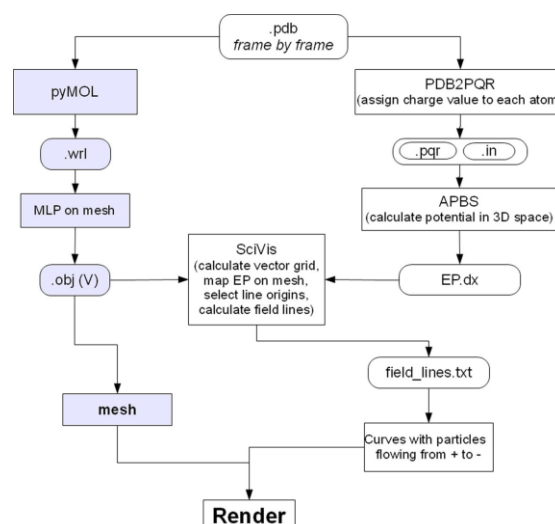 .pdb
frame by frame
pyMOL
PDB2PQR
(assign charge value to each atom
.wrl
.pqr
.in
MLP on mesh
APBS
(calculate potential in 3D space)
SciVis
(calculate vector grid,
map EP on mesh,
select line origins,
calculate field lines)
.obj (V)
EP.dx
field_lines.txt
mesh
Curves with particles
flowing from + to -
Render